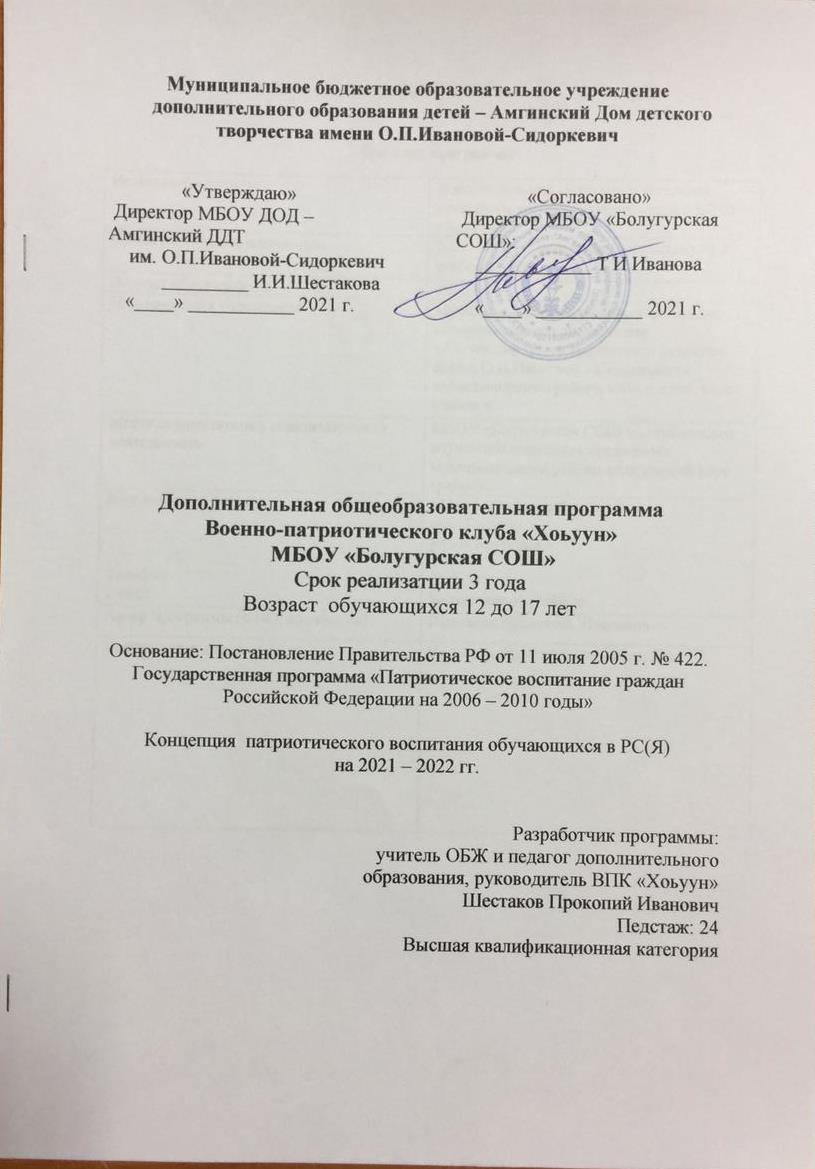 Муниципальное бюджетное образовательное учреждение
дополнительного образования детей – Амгинский Дом детского
творчества имени О.П.Ивановой-Сидоркевич
«Утверждаю»
Директор МБОУ ДОД –
Амгинский ДДТ
им. О.П.Ивановой-Сидоркевич
__________ И.И.Шестакова
«____» ____________ 2021 г.
«Согласовано»
Директор МБОУ «Болугурская
СОШ»:
_____________ Т И Иванова
«____» ____________ 2021 г.
Дополнительная общеобразовательная программа
Военно-патриотического клуба «Хоьуун»
МБОУ «Болугурская СОШ»
Срок реализатции 3 года
Возраст обучающихся 12 до 17 лет
Основание: Постановление Правительства РФ от 11 июля 2005 г. № 422.
Государственная программа «Патриотическое воспитание граждан
Российской Федерации на 2006 – 2010 годы»
Концепция патриотического воспитания обучающихся в РС(Я)
на 2021 – 2022 гг.
Разработчик программы:
учитель ОБЖ и педагог дополнительного
образования, руководитель ВПК «Хоьуун»
Шестаков Прокопий Иванович
Педстаж: 24
Высшая квалификационная категория